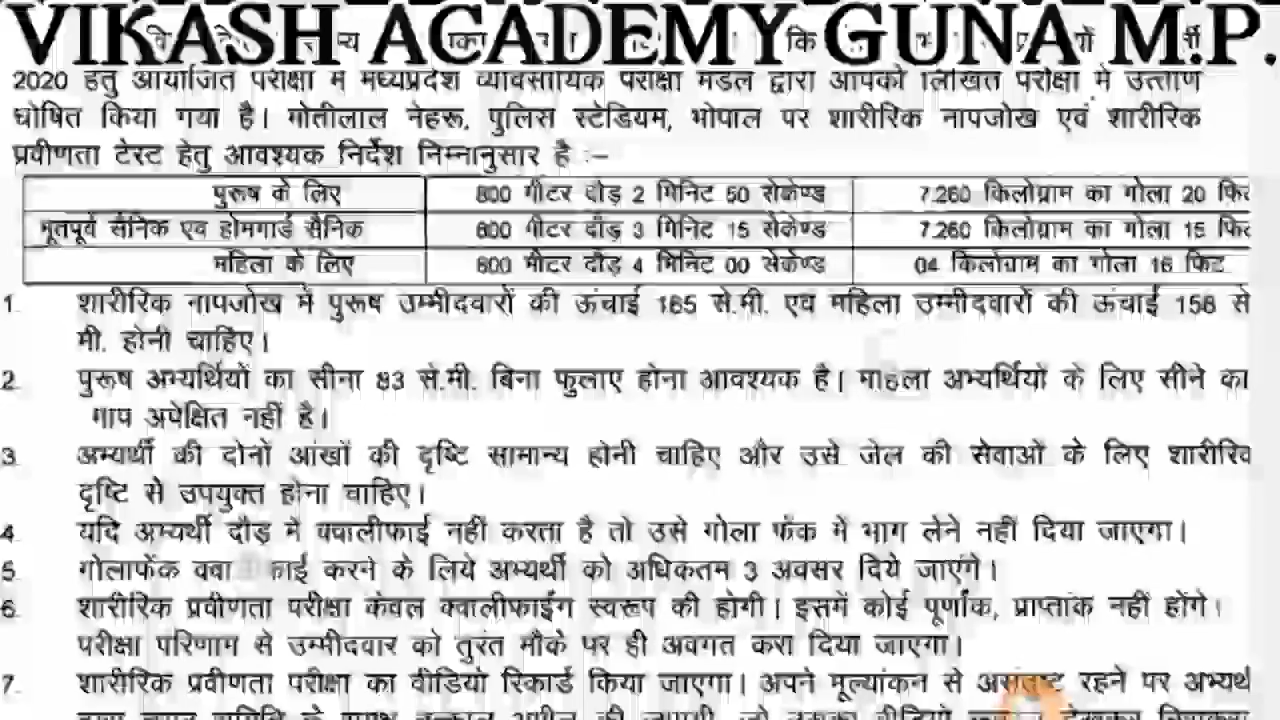 VIKASH ACADEMY GUNA M.P.
2020 हेतु आयोजित परीक्षा में मध्यप्रदेश व्यावसायिक परीक्षा मंडल द्वारा आपको लिखित परीक्षा में उत्तीर्ण
घोषित किया गया है। मोतीलाल नेहरू, पुलिस स्टेडियम, भोपाल पर शारीरिक नापजोख एवं शारीरिक
प्रवीणता टेस्ट हेतु आवश्यक निर्देश निम्नानुसार है :–
पुरूष के लिए 800 मीटर दौड़ 2 मिनिट 50 सेकेण्ड 7.260 किलोग्राम का गोला 20 फिट
भूतपूर्व सैनिक एवं होमगार्ड सैनिक 800 मीटर दौड़ 3 मिनिट 15 सेकेण्ड 7.260 किलोग्राम का गोला 15 फिट
महिला के लिए 800 मीटर दौड़ 4 मिनिट 00 सेकेण्ड 04 किलोग्राम का गोला 16 फिट
1. शारीरिक नापजोख में पुरूष उम्मीदवारों की ऊंचाई 165 से.मी. एवं महिला उम्मीदवारों की ऊंचाई 158 से
मी. होनी चाहिए।
2. पुरूष अभ्यर्थियों का सीना 83 से.मी. बिना फुलाए होना आवश्यक है। महिला अभ्यर्थियों के लिए सीने का
माप अपेक्षित नहीं है।
3. अभ्यर्थी की दोनों आंखों की दृष्टि सामान्य होनी चाहिए और उसे जेल की सेवाओं के लिए शारीरिक
दृष्टि से उपयुक्त होना चाहिए।
4. यदि अभ्यर्थी दौड़ में क्वालीफाई नहीं करता है तो उसे गोला फेंक में भाग लेने नहीं दिया जाएगा।
5. गोलाफेंक क्वालीफाई करने के लिये अभ्यर्थी को अधिकतम 3 अवसर दिये जाएंगे।
6. शारीरिक प्रवीणता परीक्षा केवल क्वालीफाईंग स्वरूप की होगी। इसमें कोई पूर्णांक, प्राप्तांक नहीं होंगे।
परीक्षा परिणाम से उम्मीदवार को तुरंत मौके पर ही अवगत करा दिया जाएगा।
7. शारीरिक प्रवीणता परीक्षा का वीडियो रिकार्ड किया जाएगा। अपने मूल्यांकन से असंतुष्ट रहने पर अभ्यर्थी